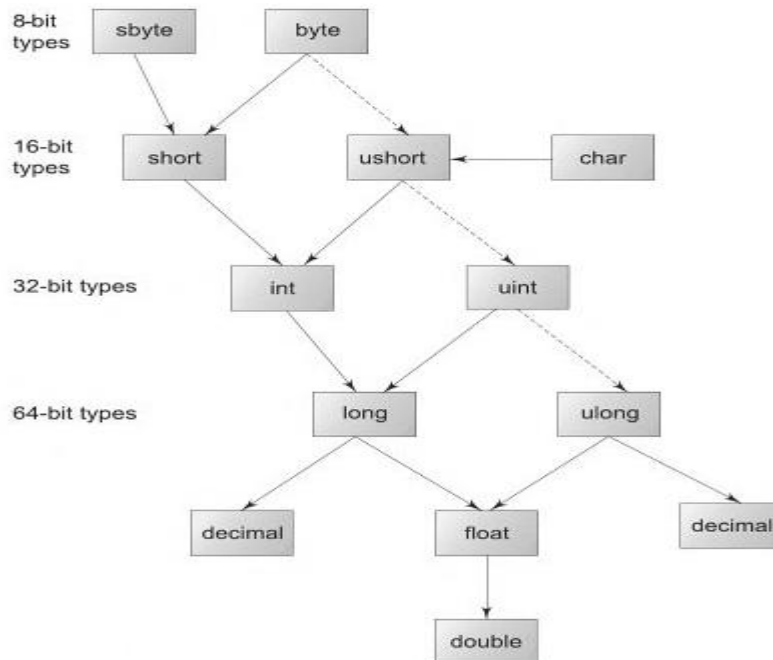 8-bit
types
sbyte
byte
16-bit
types
short
ushort
char
32-bit types
int
uint
64-bit types
long
ulong
decimal
float
decimal
double